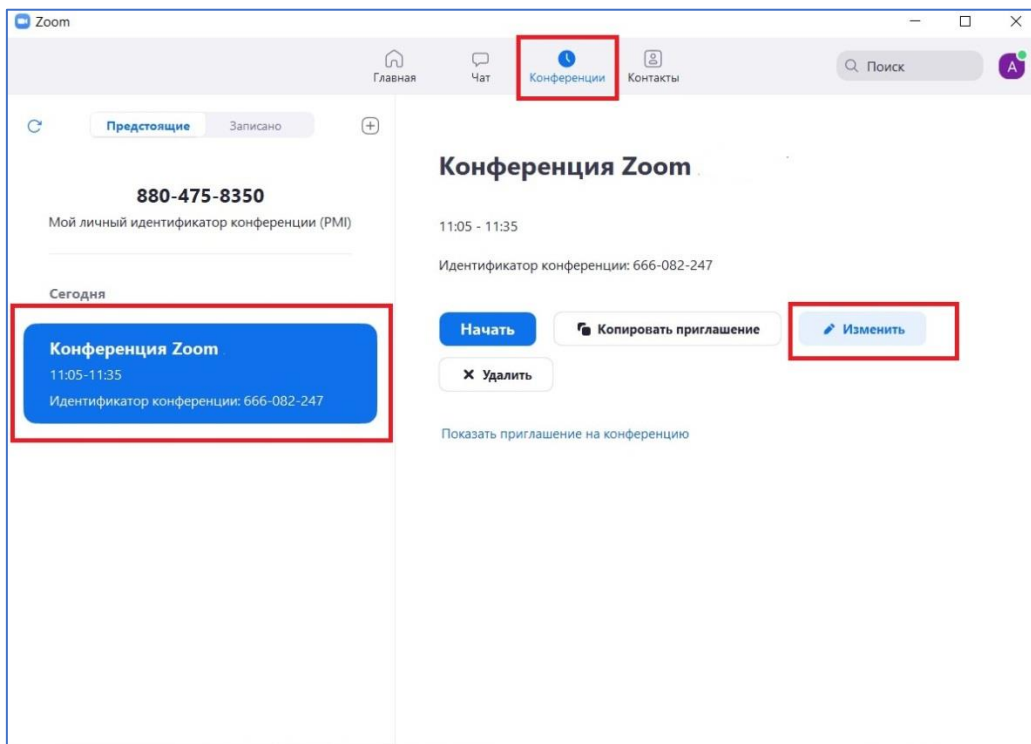 Zoom
Главная
Чат
Конференции
Контакты
Поиск
A
Предстоящие
Записано
880-475-8350
Мой личный идентификатор конференции (PMI)
Сегодня
Конференция Zoom
11:05-11:35
Идентификатор конференции: 666-082-247
Конференция Zoom
11:05 - 11:35
Идентификатор конференции: 666-082-247
Начать
Копировать приглашение
Изменить
Удалить
Показать приглашение на конференцию